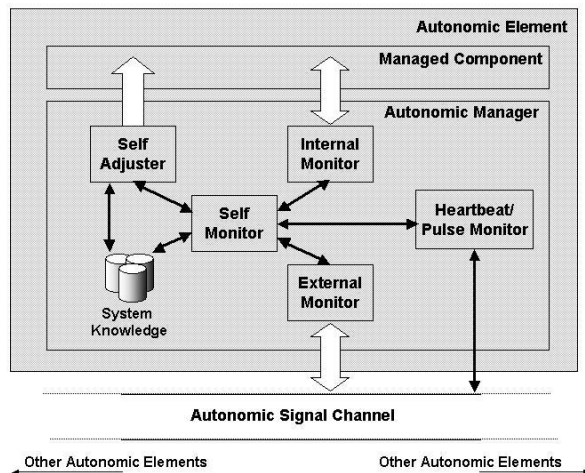 Autonomic Element
Managed Component
Autonomic Manager
Self
Adjuster
Internal
Monitor
Self
Monitor
Heartbeat/
Pulse Monitor
System
Knowledge
External
Monitor
Autonomic Signal Channel
Other Autonomic Elements
Other Autonomic Elements